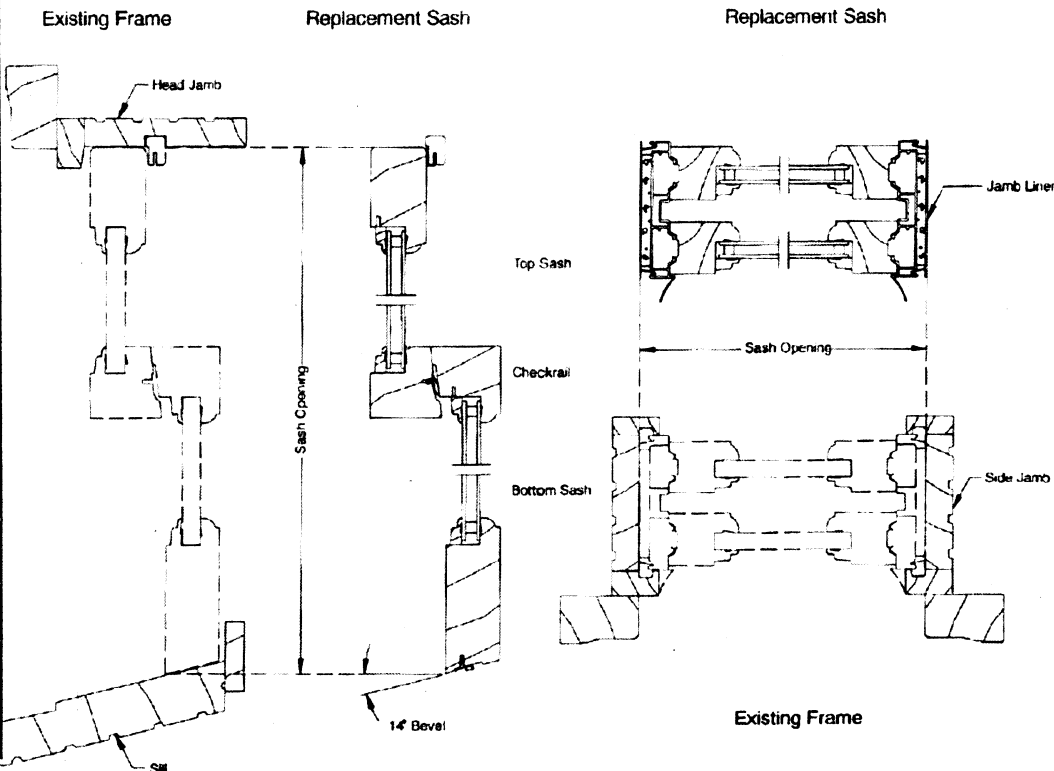 Existing Frame
Replacement Sash
Replacement Sash
Head Jamb
Jamb Liner
Top Sash
Sash Opening
Checkrail
Sash Opening
Bottom Sash
Side Jamb
14° Bevel
Existing Frame
Sill